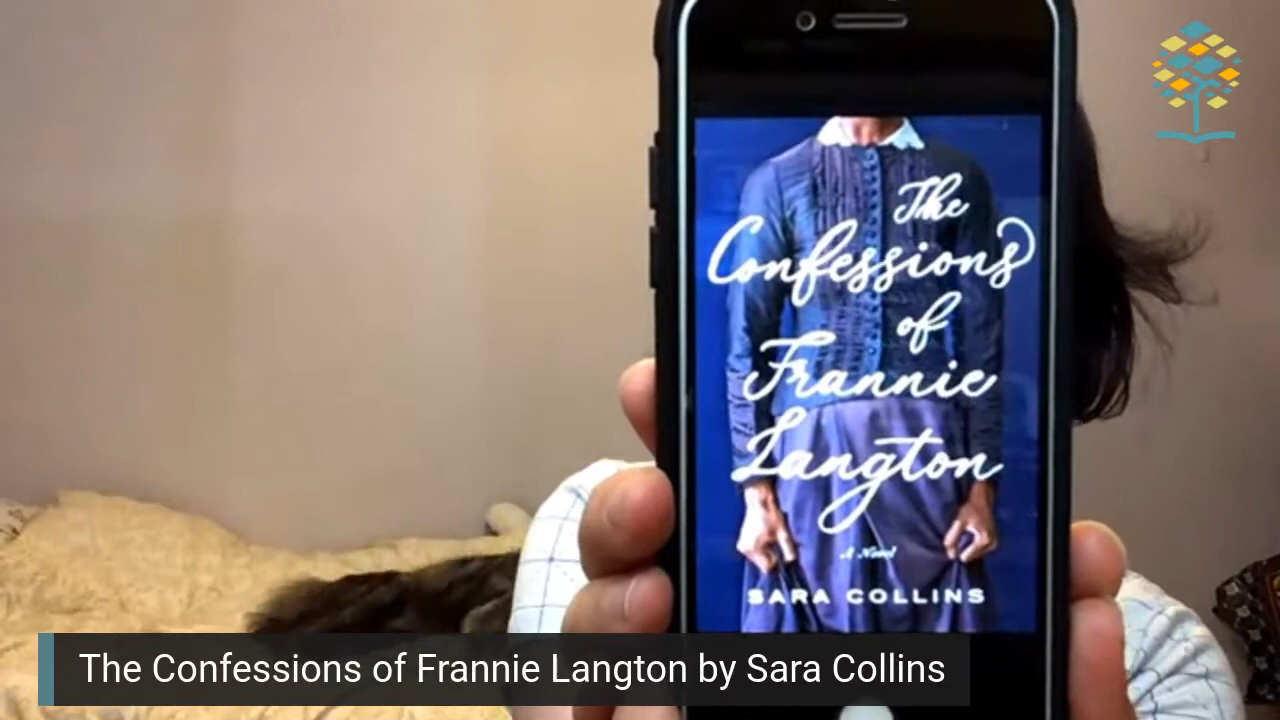 The
Confessions
of
Frannie
Langton
A Novel
SARA COLLINS
The Confessions of Frannie Langton by Sara Collins